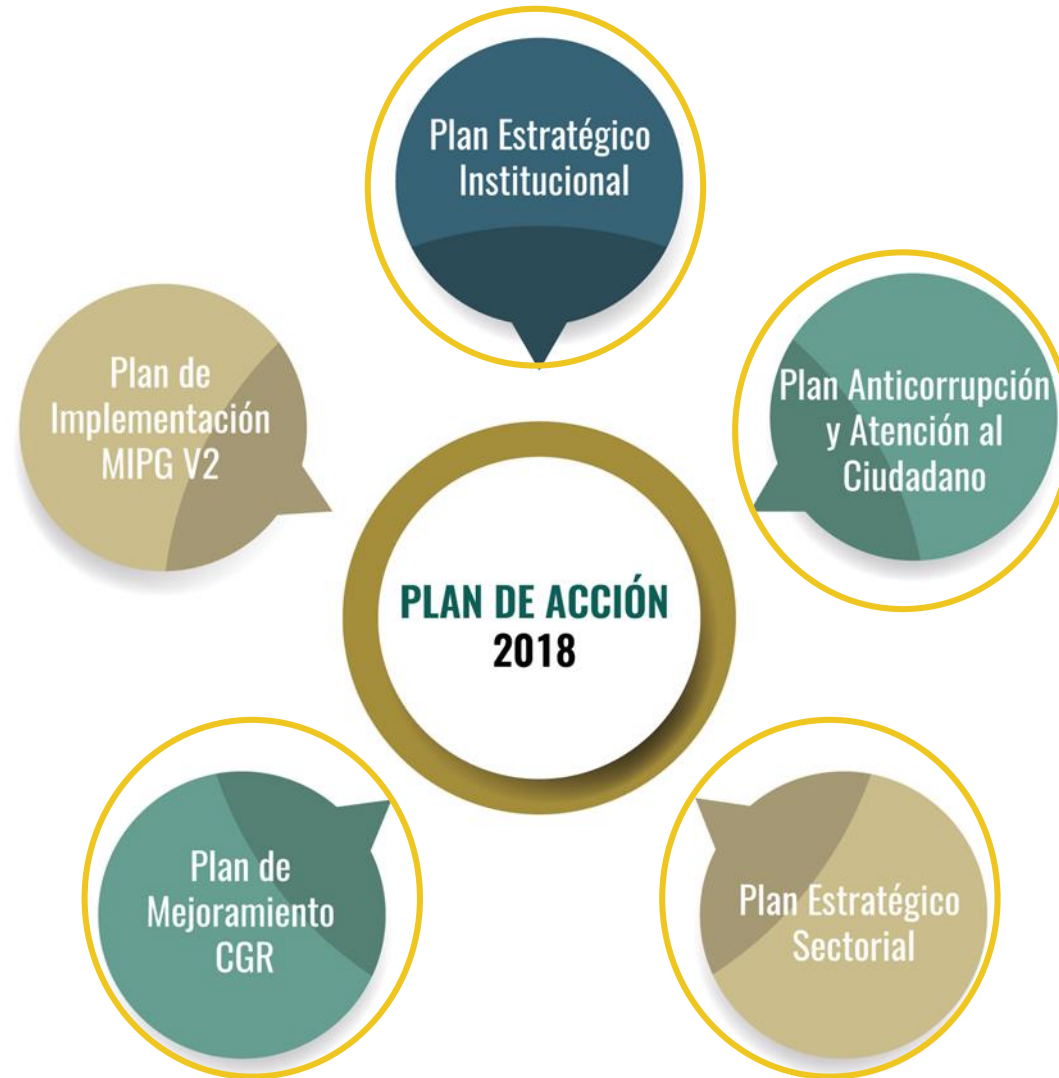 Plan Estratégico
Institucional
Plan Anticorrupción
y Atención al
Ciudadano
Plan de
Implementación
MIPG V2
PLAN DE ACCIÓN
2018
Plan de
Mejoramiento
CGR
Plan Estratégico
Sectorial